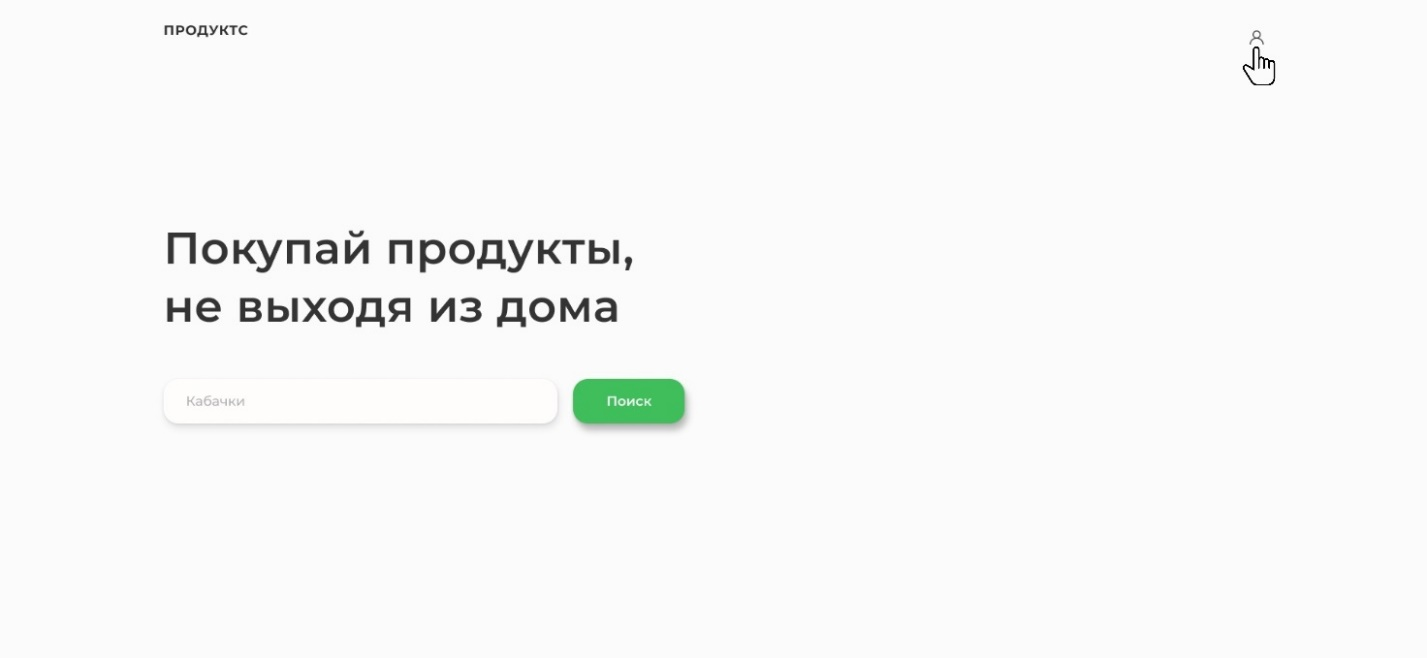 ПРОДУКТС
Покупай продукты,
не выходя из дома
Кабачки
Поиск